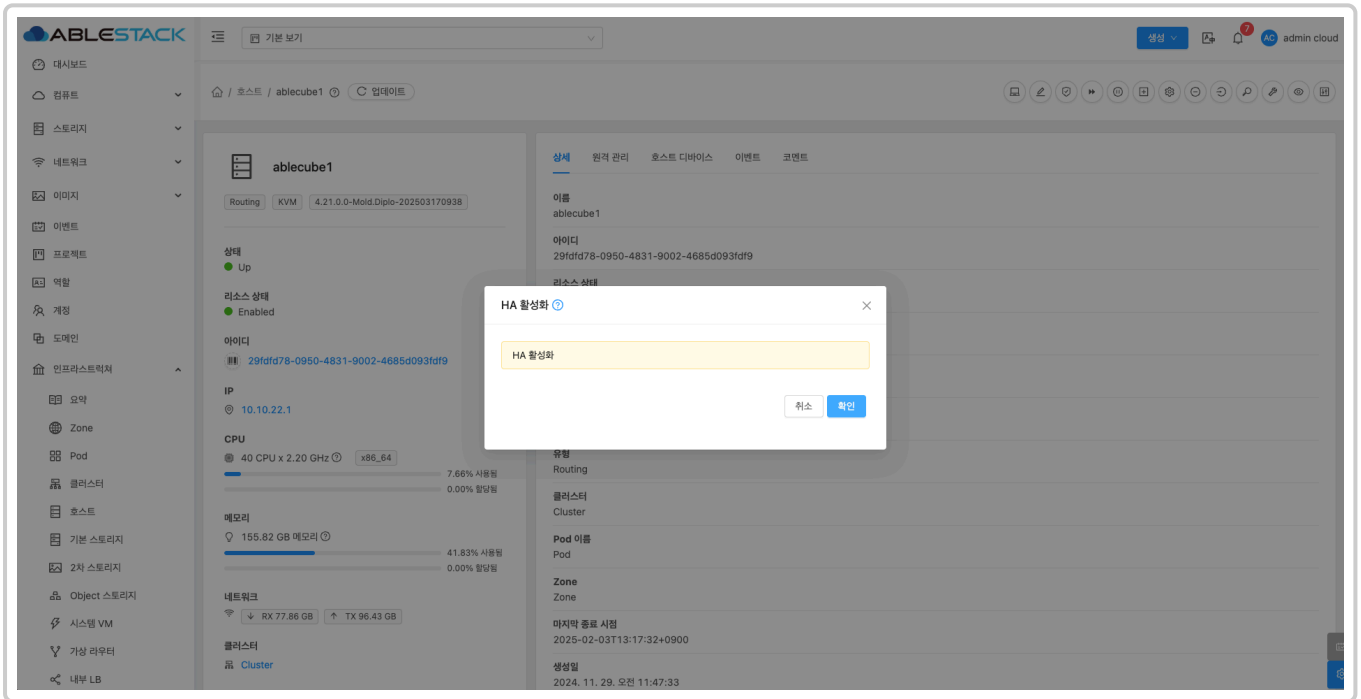 ABLESTACK
기본 보기
생성
7
AC
admin cloud
대시보드
컴퓨트
스토리지
네트워크
이미지
이벤트
프로젝트
역할
계정
도메인
인프라스트럭쳐
요약
Zone
Pod
클러스터
호스트
기본 스토리지
2차 스토리지
Object 스토리지
시스템 VM
가상 라우터
내부 LB
/ 호스트 / ablecube1
업데이트
ablecube1
Routing
KVM
4.21.0.0-Mold.Diplo-202503170938
상태
Up
리소스 상태
Enabled
아이디
29fdfd78-0950-4831-9002-4685d093fdf9
IP
10.10.22.1
CPU
40 CPU x 2.20 GHz
x86_64
7.66% 사용됨
0.00% 할당됨
메모리
155.82 GB 메모리
41.83% 사용됨
0.00% 할당됨
네트워크
RX 77.86 GB
TX 96.43 GB
클러스터
Cluster
상세
원격 관리
호스트 디바이스
이벤트
코멘트
이름
ablecube1
아이디
29fdfd78-0950-4831-9002-4685d093fdf9
리소스 상태
HA 활성화
HA 활성화
취소
확인
유형
Routing
클러스터
Cluster
Pod 이름
Pod
Zone
Zone
마지막 종료 시점
2025-02-03T13:17:32+0900
생성일
2024. 11. 29. 오전 11:47:33